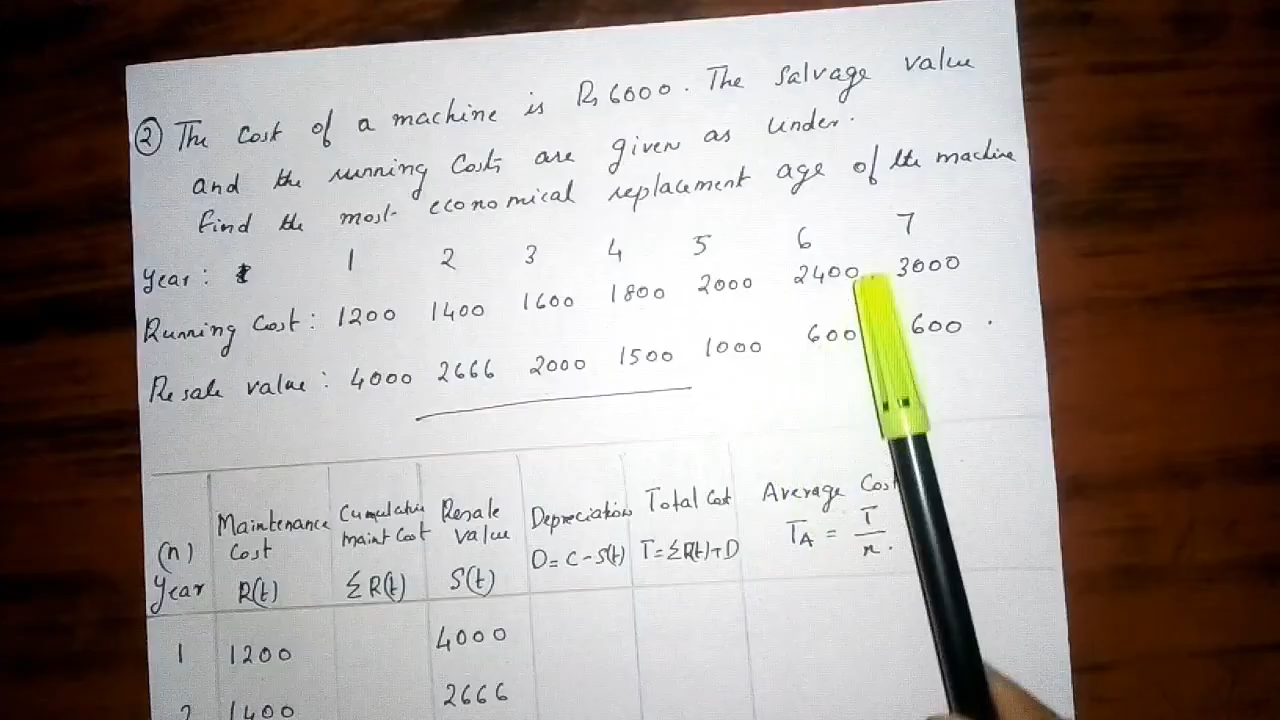 ② The Cost of a machine is Rs 6000. The Salvage value
and the running Costs are given as under.
Find the most economical replacement age of the machine
Year: 1 2 3 4 5 6 7
Running Cost: 1200 1400 1600 1800 2000 2400 3000
Resale value: 4000 2666 2000 1500 1000 600 600.
(n) Year Maintenance Cost R(t) Cumulative maint Cost ΣR(t) Resale value S(t) Depreciation D = C - S(t) Total Cost T = ΣR(t)+D Average Cost T_A = T/n.
1 1200 4000
2 1400 2666